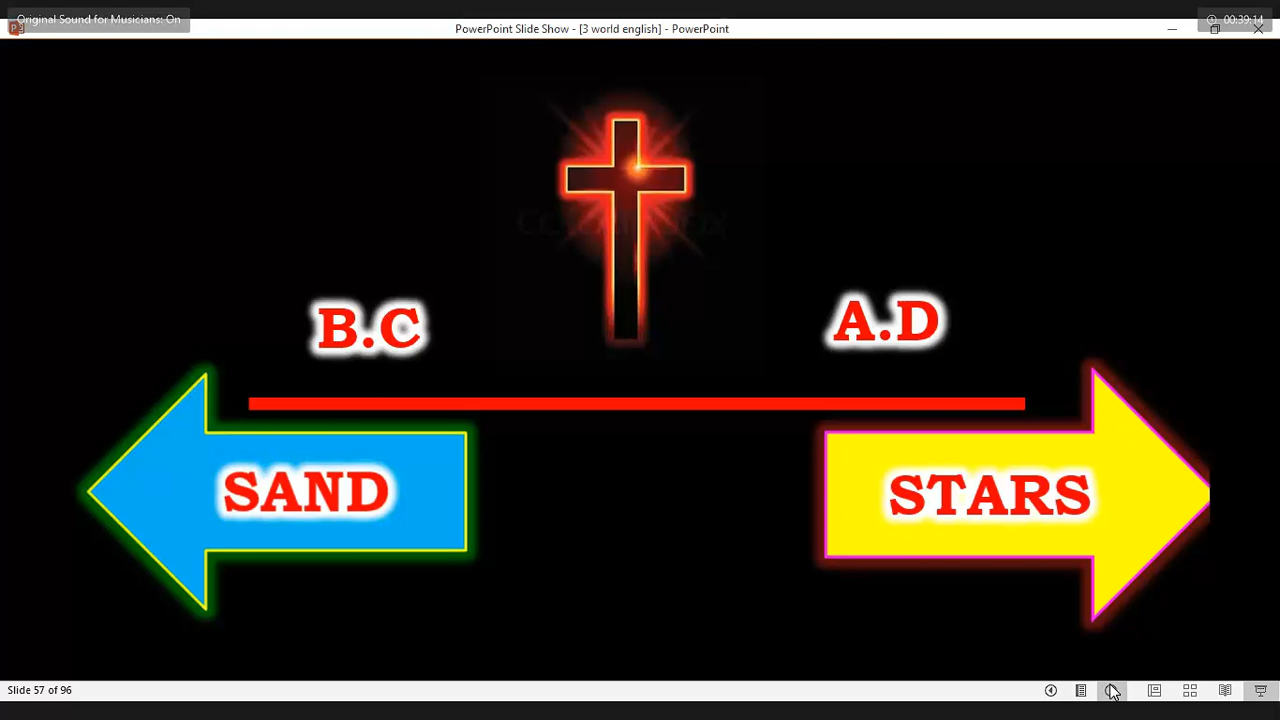 Original Sound for Musicians: On
00:39:14
PowerPoint Slide Show - [3 world english] - PowerPoint
B.C
A.D
SAND
STARS
Slide 57 of 96